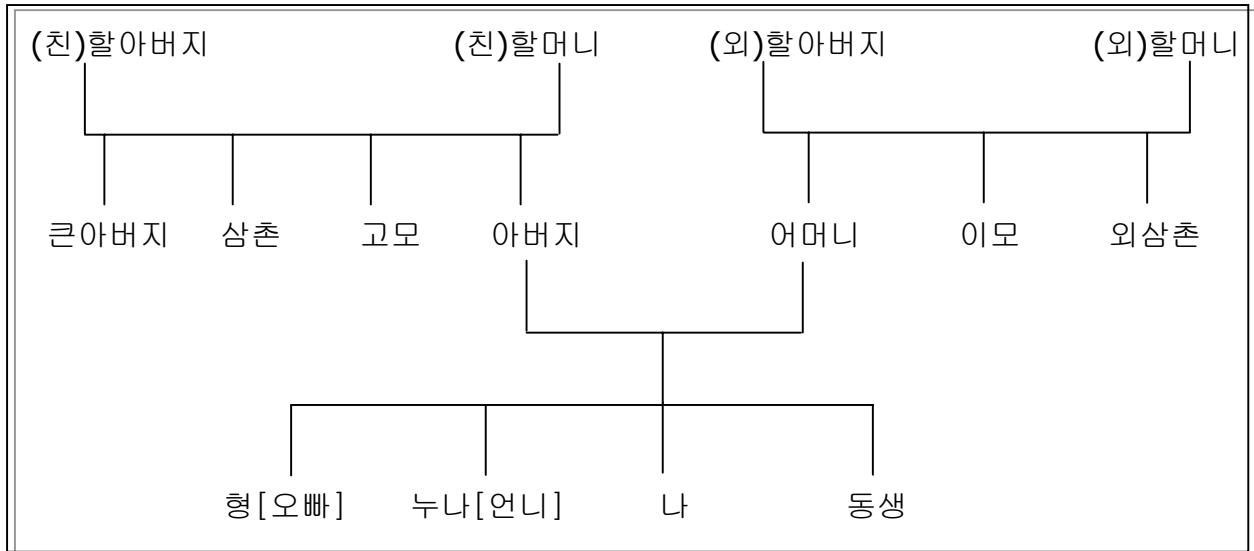 (친)할아버지 (친)할머니 (외)할아버지 (외)할머니
큰아버지 삼촌 고모 아버지 어머니 이모 외삼촌
형[오빠] 누나[언니] 나 동생